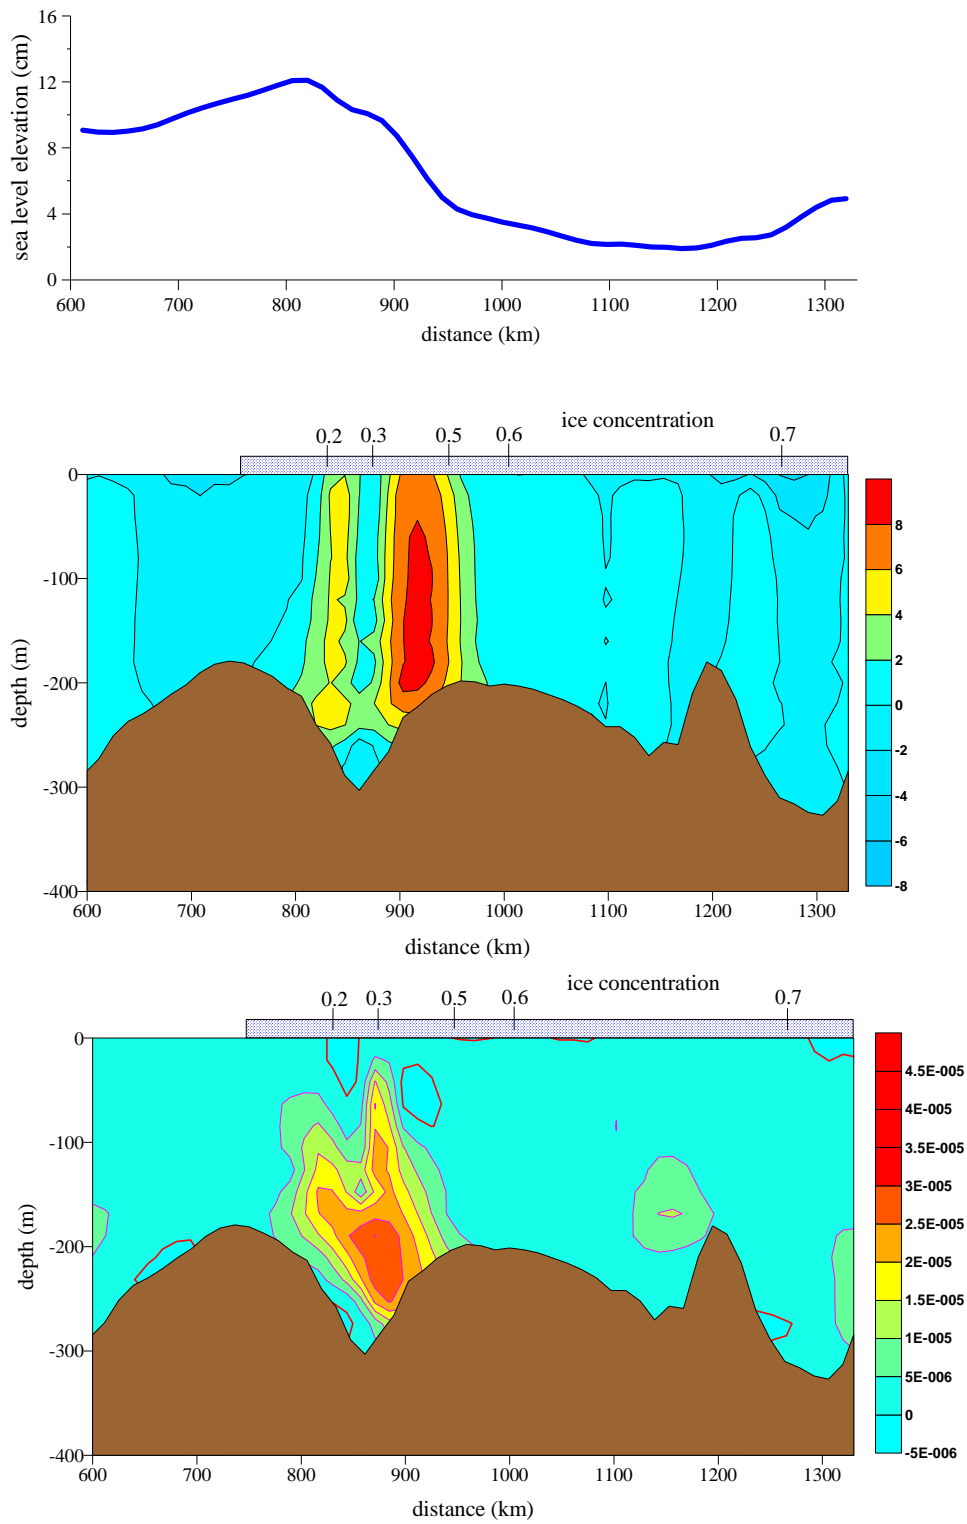 16
12
8
4
0
sea level elevation (cm)
600 700 800 900 1000 1100 1200 1300
distance (km)
ice concentration
0.2 0.3 0.5 0.6 0.7
0
-100
-200
-300
-400
depth (m)
600 700 800 900 1000 1100 1200 1300
distance (km)
8
6
4
2
0
-2
-4
-6
-8
ice concentration
0.2 0.3 0.5 0.6 0.7
0
-100
-200
-300
-400
depth (m)
600 700 800 900 1000 1100 1200 1300
distance (km)
4.5E-005
4E-005
3.5E-005
3E-005
2.5E-005
2E-005
1.5E-005
1E-005
5E-006
0
-5E-006